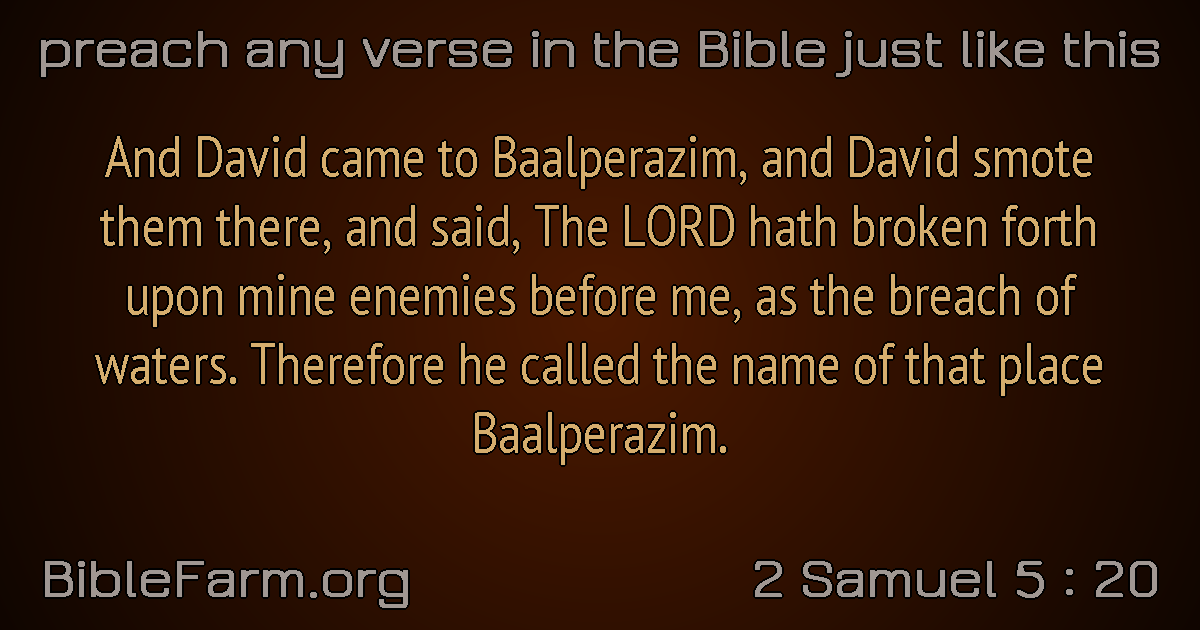 preach any verse in the Bible just like this
And David came to Baalperazim, and David smote
them there, and said, The LORD hath broken forth
upon mine enemies before me, as the breach of
waters. Therefore he called the name of that place
Baalperazim.
BibleFarm.org
2 Samuel 5 : 20